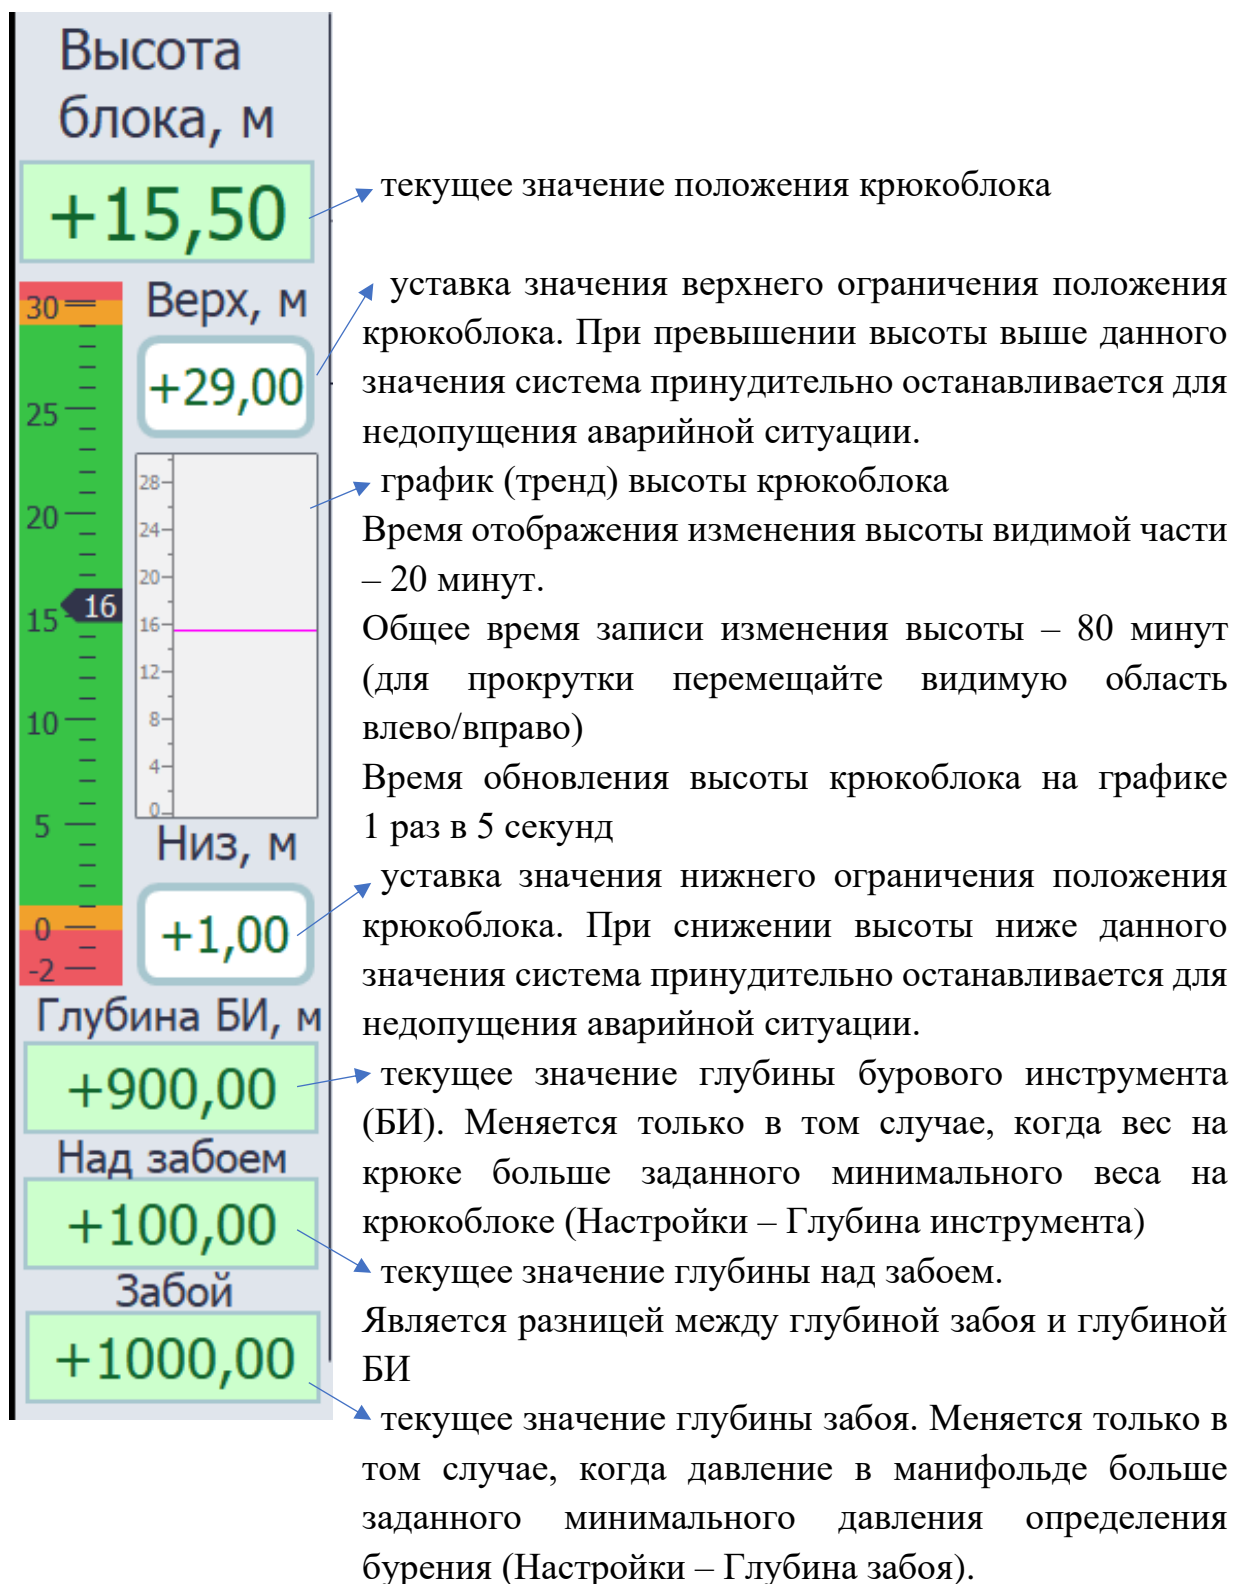 Высота
блока, м
+15,50
текущее значение положения крюкоблока
30
25
20
15
16
10
5
0
-2
Верх, м
+29,00
уставка значения верхнего ограничения положения
крюкоблока. При превышении высоты выше данного
значения система принудительно останавливается для
недопущения аварийной ситуации.
28
24
20
16
12
8
4
0
график (тренд) высоты крюкоблока
Время отображения изменения высоты видимой части
– 20 минут.
Общее время записи изменения высоты – 80 минут
(для прокрутки перемещайте видимую область
влево/вправо)
Время обновления высоты крюкоблока на графике
1 раз в 5 секунд
Низ, м
+1,00
уставка значения нижнего ограничения положения
крюкоблока. При снижении высоты ниже данного
значения система принудительно останавливается для
недопущения аварийной ситуации.
Глубина БИ, м
+900,00
текущее значение глубины бурового инструмента
(БИ). Меняется только в том случае, когда вес на
крюке больше заданного минимального веса на
крюкоблоке (Настройки – Глубина инструмента)
Над забоем
+100,00
текущее значение глубины над забоем.
Является разницей между глубиной забоя и глубиной
БИ
Забой
+1000,00
текущее значение глубины забоя. Меняется только в
том случае, когда давление в манифольде больше
заданного минимального давления определения
бурения (Настройки – Глубина забоя).